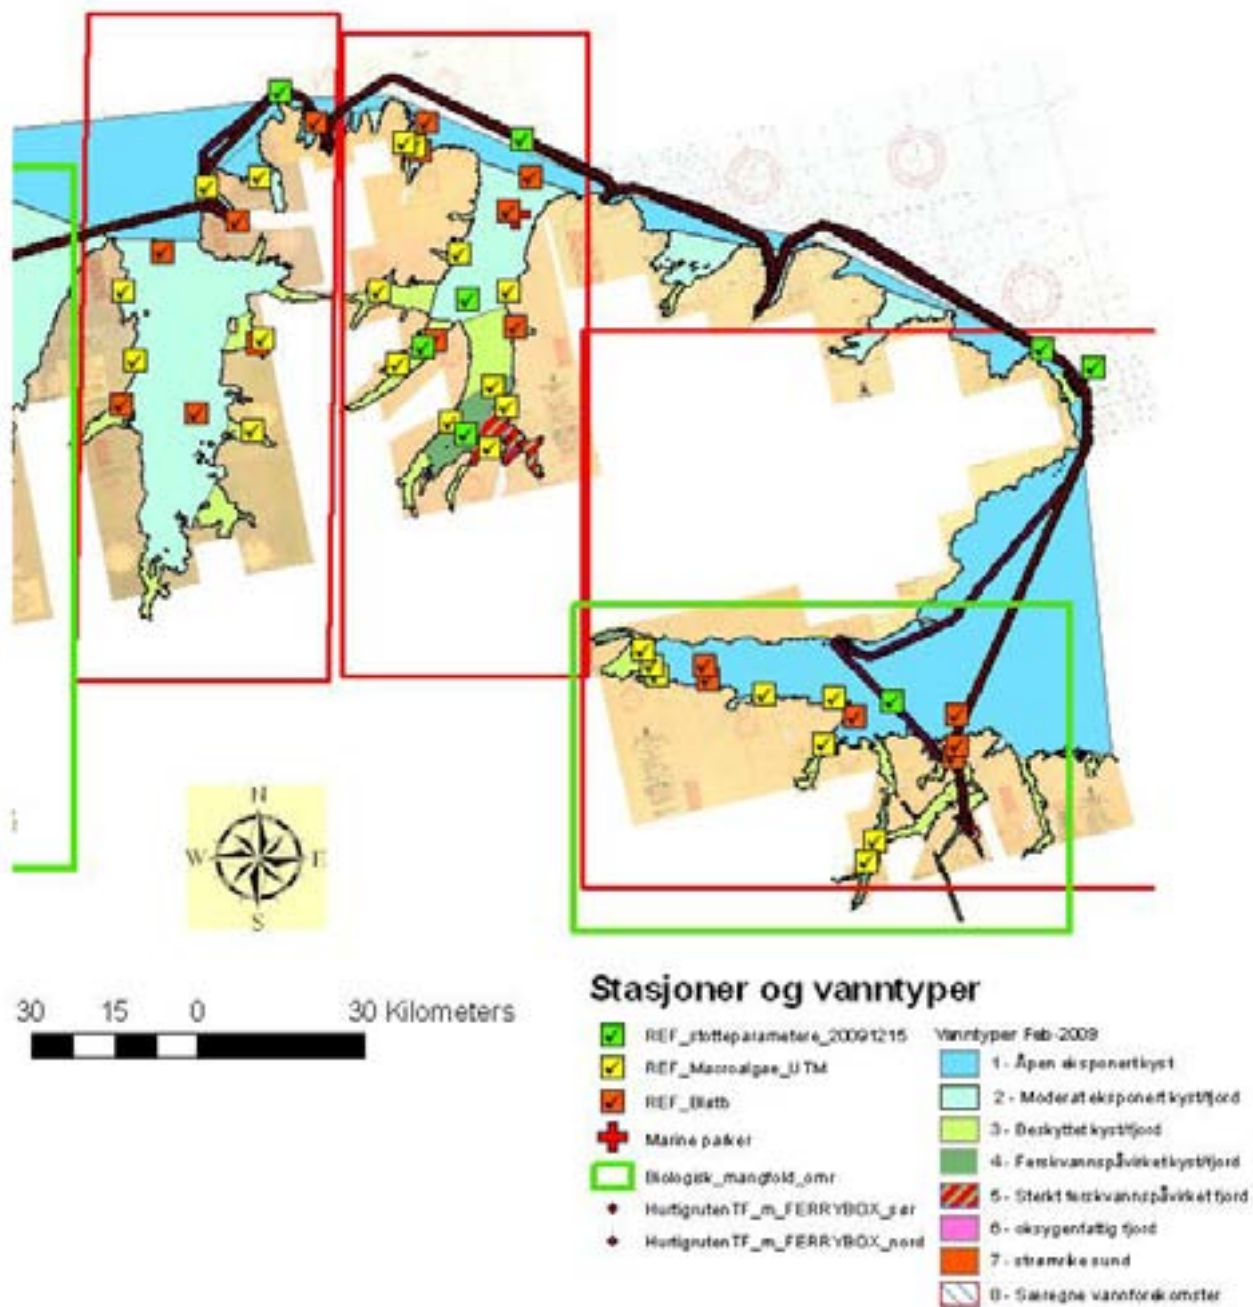 N
W E
S
30 15 0 30 Kilometers
Stasjoner og vanntyper
REF_støtteparametere_20091215
REF_Macroalgae_UTM
REF_Bløtb
Marine parker
Biologisk_mangfold_omr
HurtigrutenTF_m_FERRYBOX_sør
HurtigrutenTF_m_FERRYBOX_nord
Vanntyper Feb-2009
1 - Åpen eksponert kyst
2 - Moderat eksponert kyst/fjord
3 - Beskyttet kyst/fjord
4 - Ferskvannspåvirket kyst/fjord
5 - Sterkt ferskvannspåvirket fjord
6 - oksygenfattig fjord
7 - strømrike sund
8 - Særegne vannforekomster